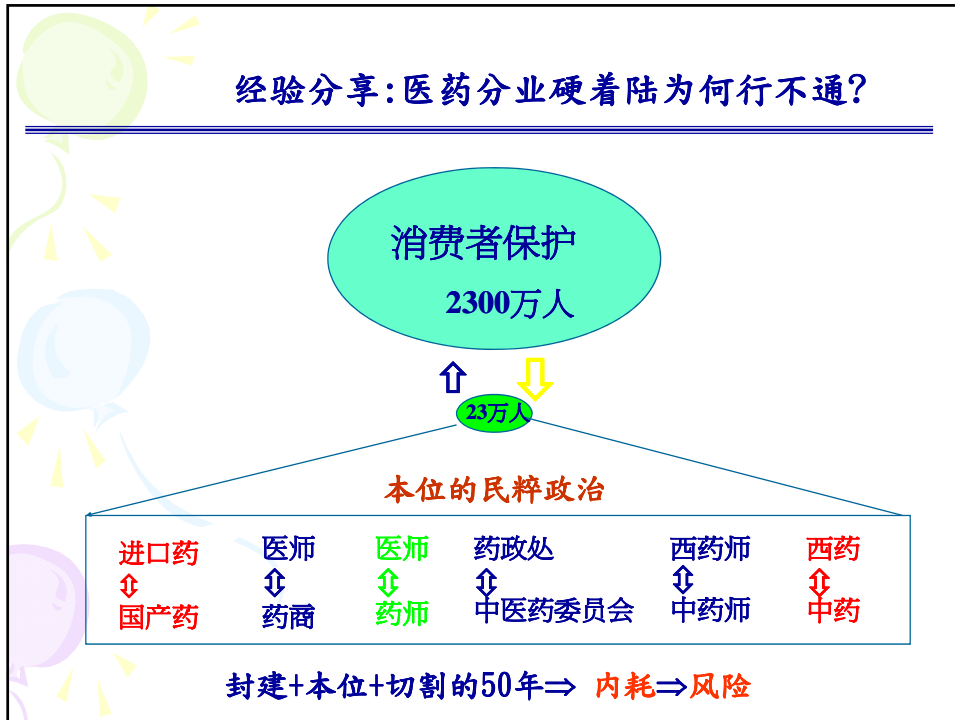 经验分享:医药分业硬着陆为何行不通?
消费者保护
2300万人
⇧ ⇩
23万人
本位的民粹政治
进口药 医师 医师 药政处 西药师 西药
⇕ ⇕ ⇕ ⇕ ⇕ ⇕
国产药 药商 药师 中医药委员会 中药师 中药
封建+本位+切割的50年⇒ 内耗⇒风险